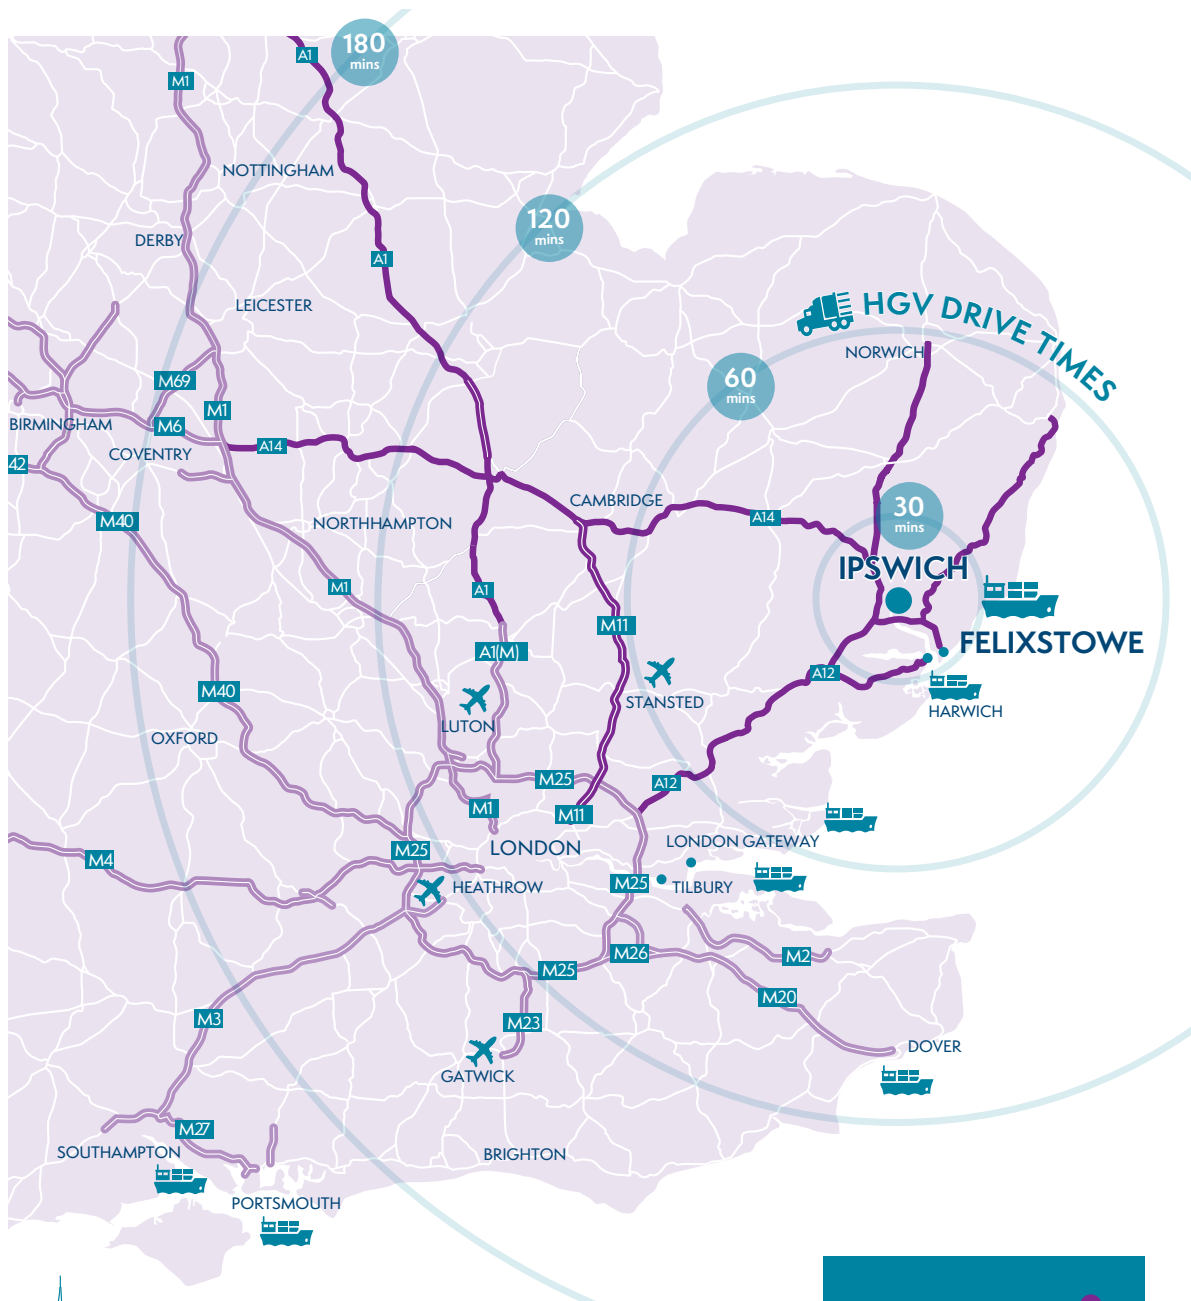 180
mins
A1
M1
NOTTINGHAM
120
mins
DERBY
A1
LEICESTER
HGV DRIVE TIMES
NORWICH
60
mins
M69
M1
BIRMINGHAM
M6
A14
COVENTRY
42
CAMBRIDGE
30
mins
M40
NORTHHAMPTON
A14
IPSWICH
M1
A1
M11
A1(M)
FELIXSTOWE
A12
M40
STANSTED
HARWICH
LUTON
OXFORD
M25
A12
M1
M11
LONDON
LONDON GATEWAY
M25
M4
HEATHROW
M25
TILBURY
M26
M2
M25
M20
M3
M23
DOVER
GATWICK
M27
SOUTHAMPTON
BRIGHTON
PORTSMOUTH